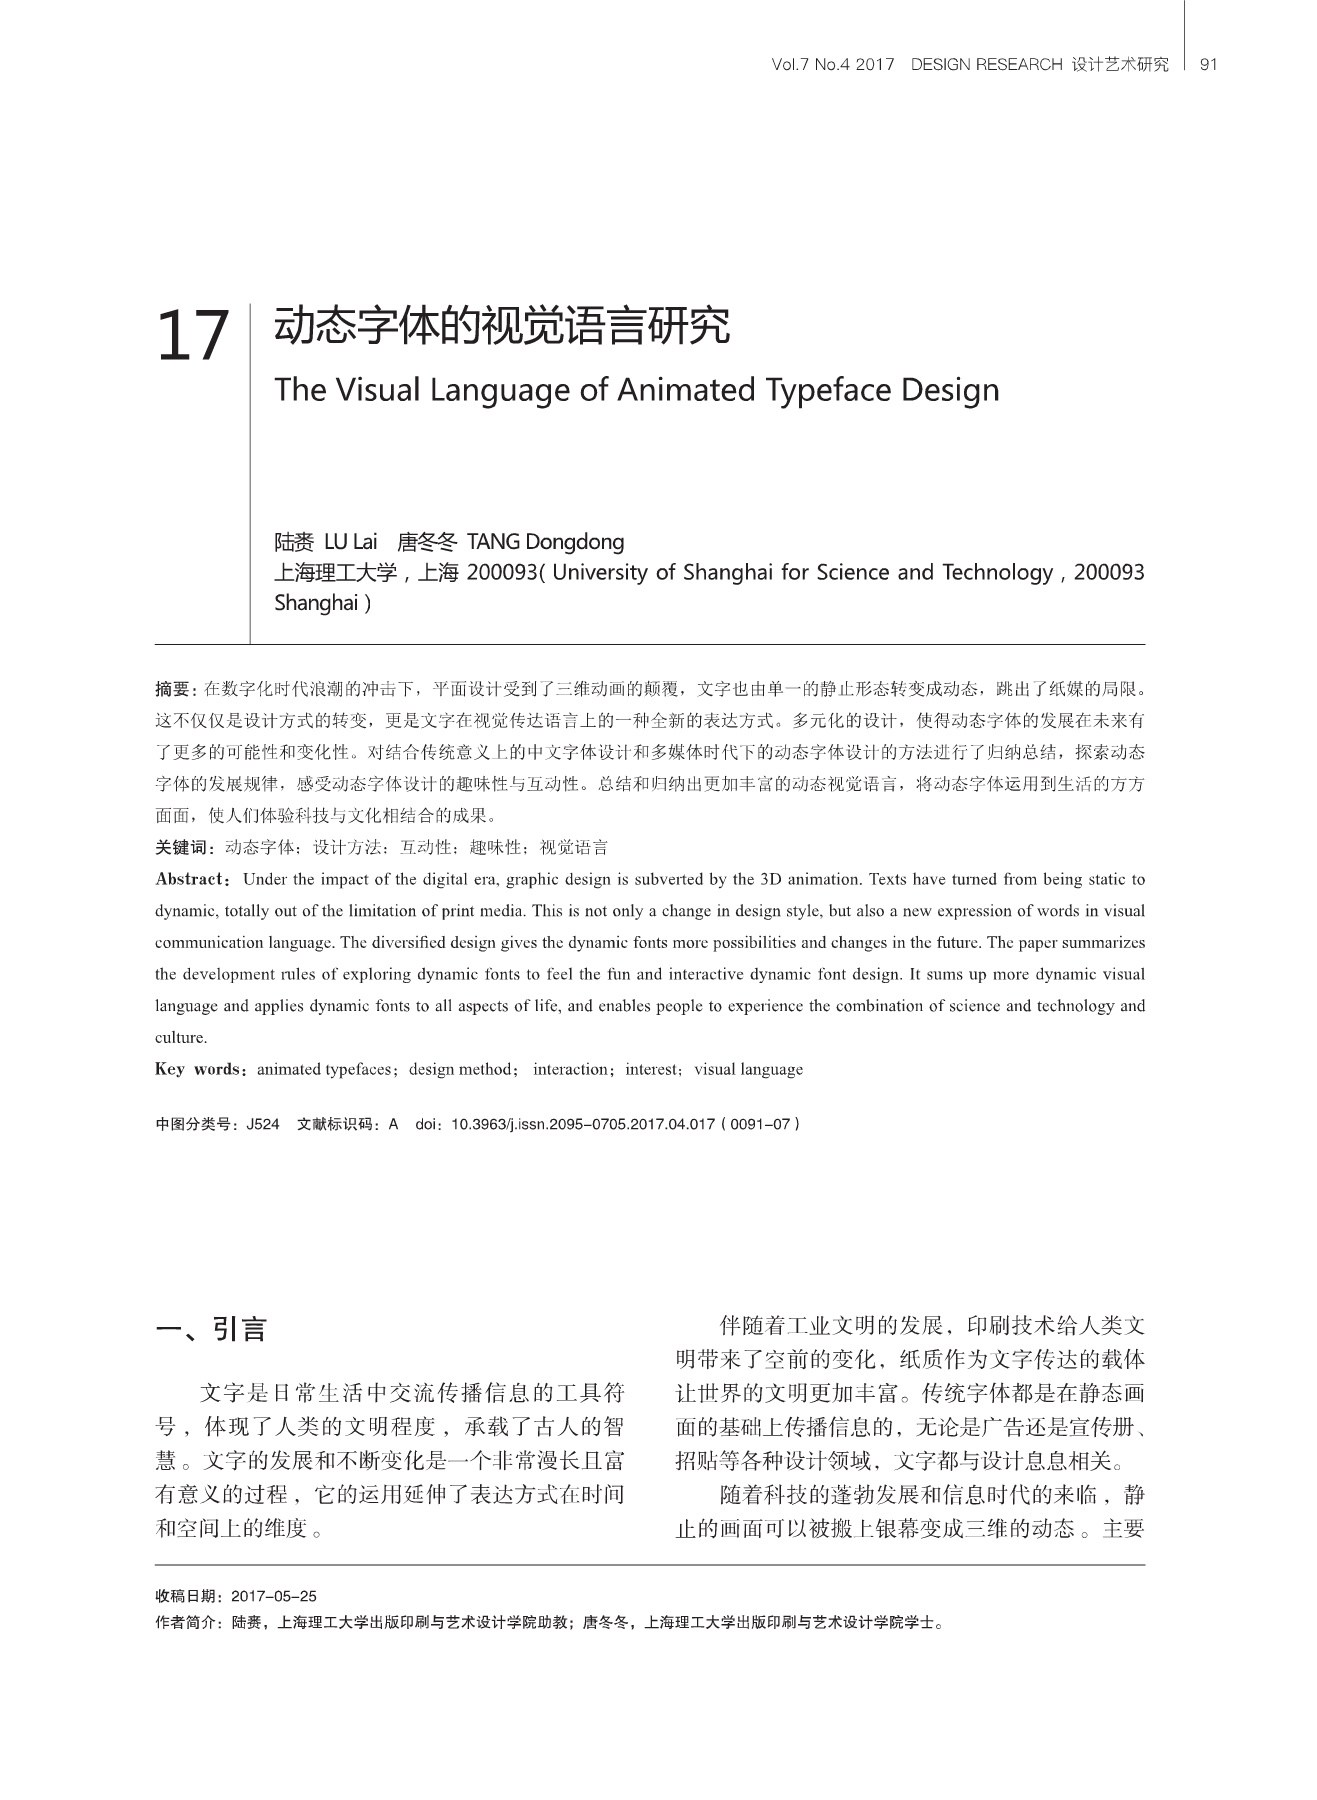 Vol.7 No.4 2017 DESIGN RESEARCH 设计艺术研究 91
17
动态字体的视觉语言研究
The Visual Language of Animated Typeface Design
陆赉 LU Lai 唐冬冬 TANG Dongdong
上海理工大学，上海 200093( University of Shanghai for Science and Technology，200093
Shanghai )
摘要：在数字化时代浪潮的冲击下，平面设计受到了三维动画的颠覆，文字也由单一的静止形态转变成动态，跳出了纸媒的局限。
这不仅仅是设计方式的转变，更是文字在视觉传达语言上的一种全新的表达方式。多元化的设计，使得动态字体的发展在未来有
了更多的可能性和变化性。对结合传统意义上的中文字体设计和多媒体时代下的动态字体设计的方法进行了归纳总结，探索动态
字体的发展规律，感受动态字体设计的趣味性与互动性。总结和归纳出更加丰富的动态视觉语言，将动态字体运用到生活的方方
面面，使人们体验科技与文化相结合的成果。
关键词：动态字体；设计方法；互动性；趣味性；视觉语言
Abstract：Under the impact of the digital era, graphic design is subverted by the 3D animation. Texts have turned from being static to
dynamic, totally out of the limitation of print media. This is not only a change in design style, but also a new expression of words in visual
communication language. The diversified design gives the dynamic fonts more possibilities and changes in the future. The paper summarizes
the development rules of exploring dynamic fonts to feel the fun and interactive dynamic font design. It sums up more dynamic visual
language and applies dynamic fonts to all aspects of life, and enables people to experience the combination of science and technology and
culture.
Key words：animated typefaces；design method； interaction；interest；visual language
中图分类号：J524 文献标识码：A doi：10.3963/j.issn.2095-0705.2017.04.017（0091-07）
一、引言
文字是日常生活中交流传播信息的工具符
号，体现了人类的文明程度，承载了古人的智
慧。文字的发展和不断变化是一个非常漫长且富
有意义的过程，它的运用延伸了表达方式在时间
和空间上的维度。
伴随着工业文明的发展，印刷技术给人类文
明带来了空前的变化，纸质作为文字传达的载体
让世界的文明更加丰富。传统字体都是在静态画
面的基础上传播信息的，无论是广告还是宣传册、
招贴等各种设计领域，文字都与设计息息相关。
随着科技的蓬勃发展和信息时代的来临，静
止的画面可以被搬上银幕变成三维的动态。主要
收稿日期：2017-05-25
作者简介：陆赉，上海理工大学出版印刷与艺术设计学院助教；唐冬冬，上海理工大学出版印刷与艺术设计学院学士。